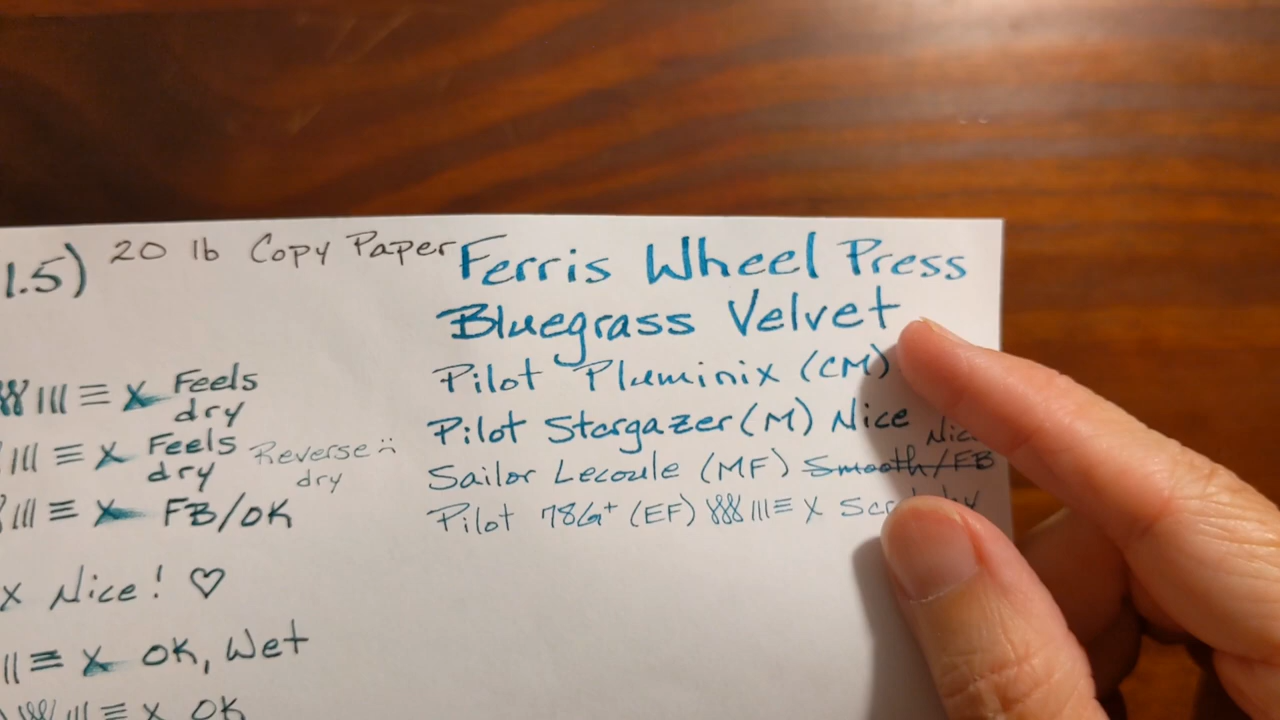 1.5) 20 lb Copy Paper
Feels
dry
Feels
dry
Reverse
dry
FB/OK
x Nice! ♡
X OK, Wet
X OK
Ferris Wheel Press
Bluegrass Velvet
Pilot Pluminix (CM)
Pilot Stargazer (M) Nice
Sailor Lecoule (MF) Smooth/FB
Pilot 78G+ (EF) X